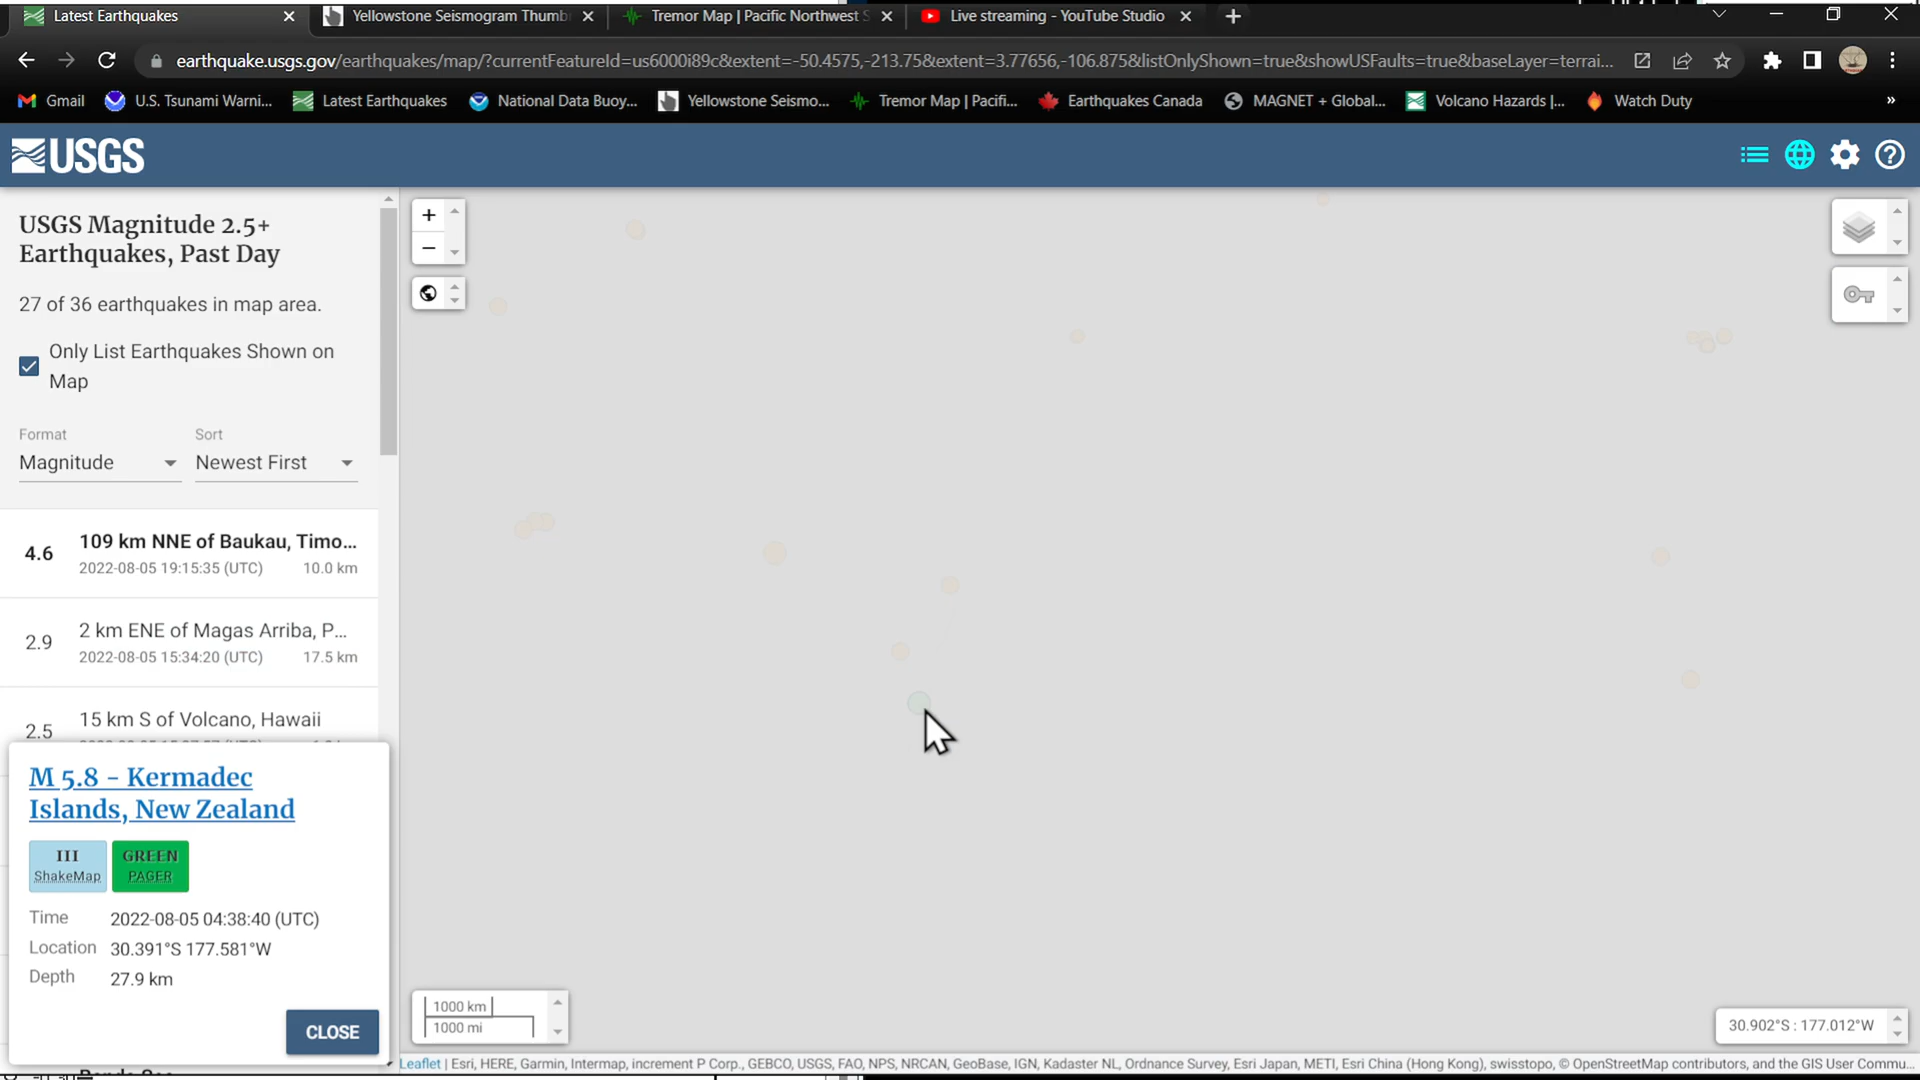 Latest Earthquakes
Yellowstone Seismogram Thumb
Tremor Map | Pacific Northwest S
Live streaming - YouTube Studio
earthquake.usgs.gov/earthquakes/map/?currentFeatureId=us6000i89c&extent=-50.4575,-213.75&extent=3.77656,-106.875&listOnlyShown=true&showUSFaults=true&baseLayer=terrai...
Gmail
U.S. Tsunami Warni...
Latest Earthquakes
National Data Buoy...
Yellowstone Seismo...
Tremor Map | Pacifi...
Earthquakes Canada
MAGNET + Global...
Volcano Hazards |...
Watch Duty
»
USGS
USGS Magnitude 2.5+
Earthquakes, Past Day
27 of 36 earthquakes in map area.
Only List Earthquakes Shown on
Map
Format
Sort
Magnitude
Newest First
4.6
109 km NNE of Baukau, Timo...
2022-08-05 19:15:35 (UTC)
10.0 km
2.9
2 km ENE of Magas Arriba, P...
2022-08-05 15:34:20 (UTC)
17.5 km
2.5
15 km S of Volcano, Hawaii
M 5.8 - Kermadec
Islands, New Zealand
III
ShakeMap
GREEN
PAGER
Time
2022-08-05 04:38:40 (UTC)
Location
30.391°S 177.581°W
Depth
27.9 km
CLOSE
+
−
1000 km
1000 mi
30.902°S : 177.012°W
Leaflet | Esri, HERE, Garmin, Intermap, increment P Corp., GEBCO, USGS, FAO, NPS, NRCAN, GeoBase, IGN, Kadaster NL, Ordnance Survey, Esri Japan, METI, Esri China (Hong Kong), swisstopo, © OpenStreetMap contributors, and the GIS User Commu...